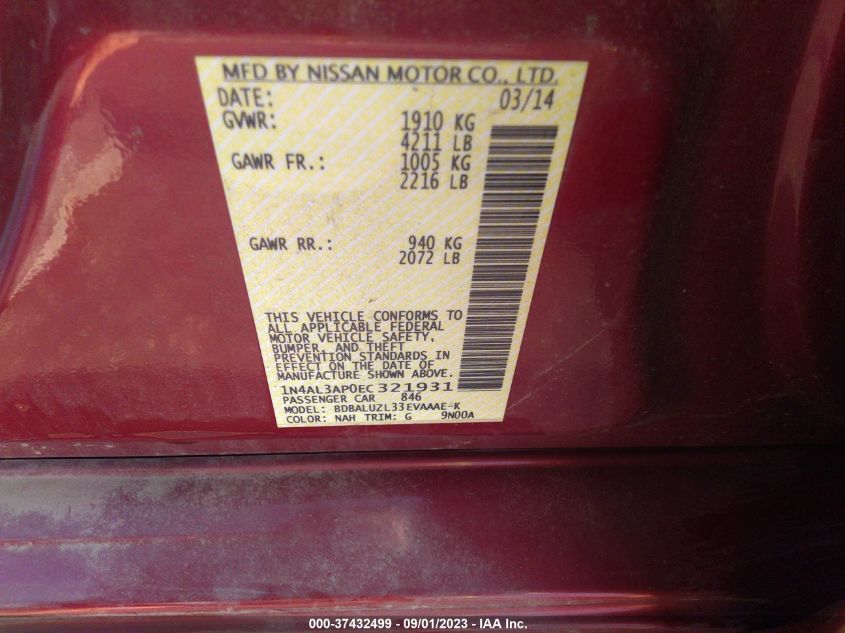 MFD BY NISSAN MOTOR CO., LTD.
DATE: 03/14
GVWR: 1910 KG
4211 LB
GAWR FR.: 1005 KG
2216 LB
GAWR RR.: 940 KG
2072 LB
THIS VEHICLE CONFORMS TO
ALL APPLICABLE FEDERAL
MOTOR VEHICLE SAFETY,
BUMPER, AND THEFT
PREVENTION STANDARDS IN
EFFECT ON THE DATE OF
MANUFACTURE SHOWN ABOVE.
1N4AL3AP0EC 321931
PASSENGER CAR 846
MODEL: BDBALUZL33EVAAAE-K
COLOR: NAH TRIM: G 9N00A
000-37432499 - 09/01/2023 - IAA Inc.